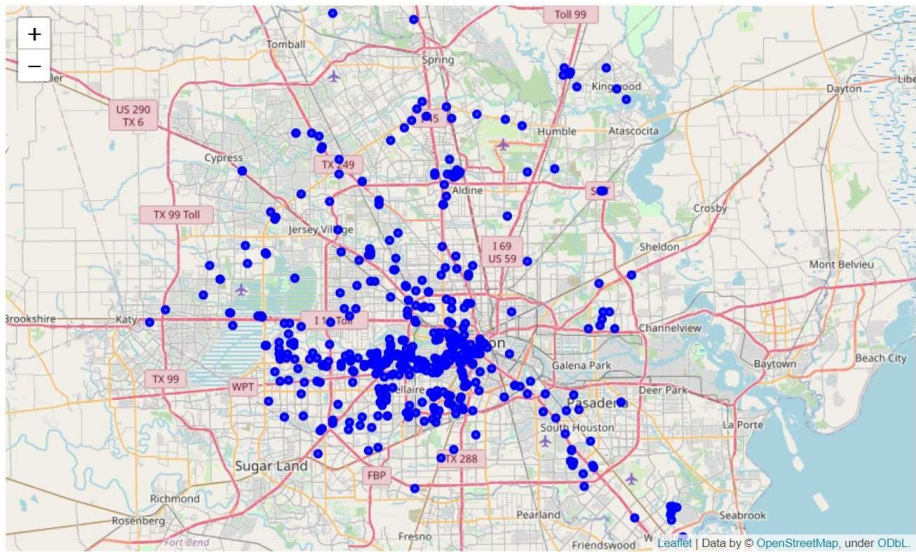 +
−
Toll 99
Tomball
Spring
Kingwood
Dayton
US 290
TX 6
Humble
Atascocita
Cypress
TX 249
Aldine
Crosby
TX 99 Toll
Jersey Village
I 69
US 59
Sheldon
Mont Belvieu
Brookshire
Katy
Channelview
Galena Park
Baytown
Beach City
TX 99
WPT
Deer Park
Pasadena
La Porte
South Houston
Sugar Land
TX 288
FBP
Richmond
Rosenberg
Pearland
Seabrook
Fort Bend
Fresno
Friendswood
Leaflet | Data by © OpenStreetMap, under ODbL.